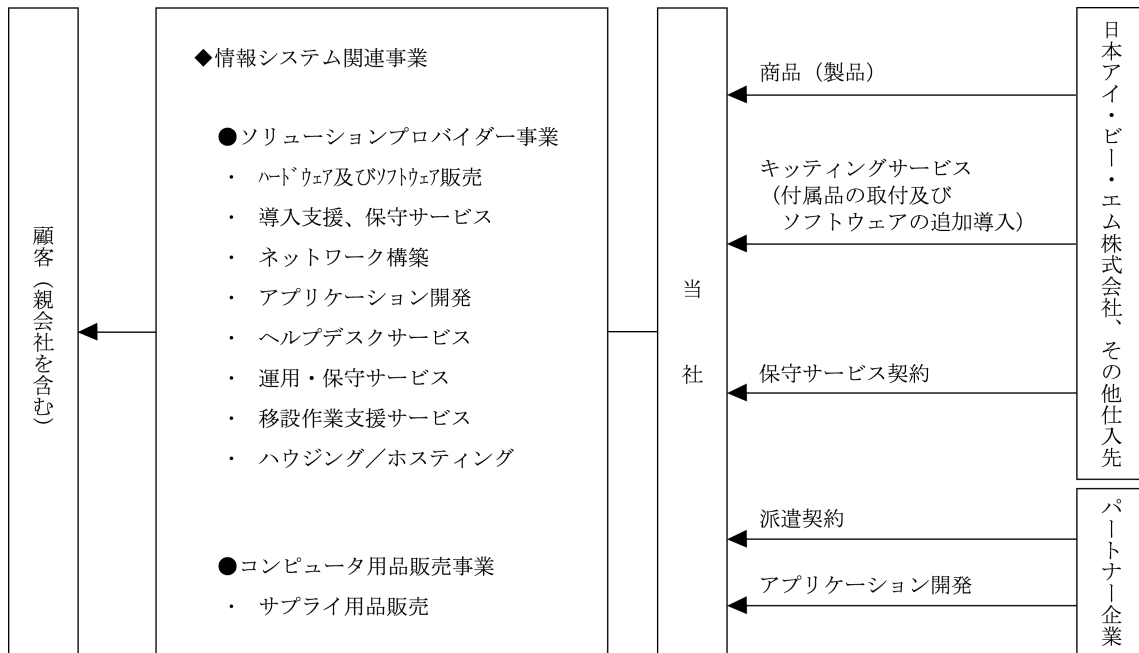 顧客（親会社を含む）
◆情報システム関連事業
●ソリューションプロバイダー事業
・ ﾊｰﾄﾞｳｪｱ及びｿﾌﾄｳｪｱ販売
・ 導入支援、保守サービス
・ ネットワーク構築
・ アプリケーション開発
・ ヘルプデスクサービス
・ 運用・保守サービス
・ 移設作業支援サービス
・ ハウジング／ホスティング
●コンピュータ用品販売事業
・ サプライ用品販売
当社
商品（製品）
キッティングサービス
（付属品の取付及び
ソフトウェアの追加導入）
保守サービス契約
派遣契約
アプリケーション開発
日本アイ・ビー・エム株式会社、その他仕入先
パートナー企業